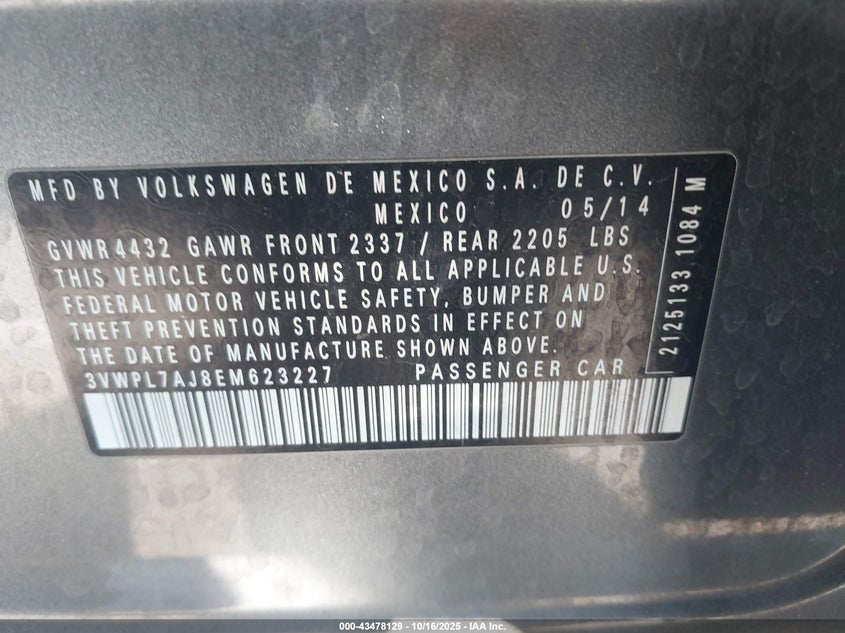 MFD BY VOLKSWAGEN DE MEXICO S.A. DE C.V.
MEXICO 05/14
GVWR4432 GAWR FRONT 2337 / REAR 2205 LBS
THIS VEHICLE CONFORMS TO ALL APPLICABLE U.S.
FEDERAL MOTOR VEHICLE SAFETY, BUMPER AND
THEFT PREVENTION STANDARDS IN EFFECT ON
THE DATE OF MANUFACTURE SHOWN ABOVE.
3VWPL7AJ8EM623227 PASSENGER CAR
2125133 1084 M
000-43478129 - 10/16/2025 - IAA Inc.